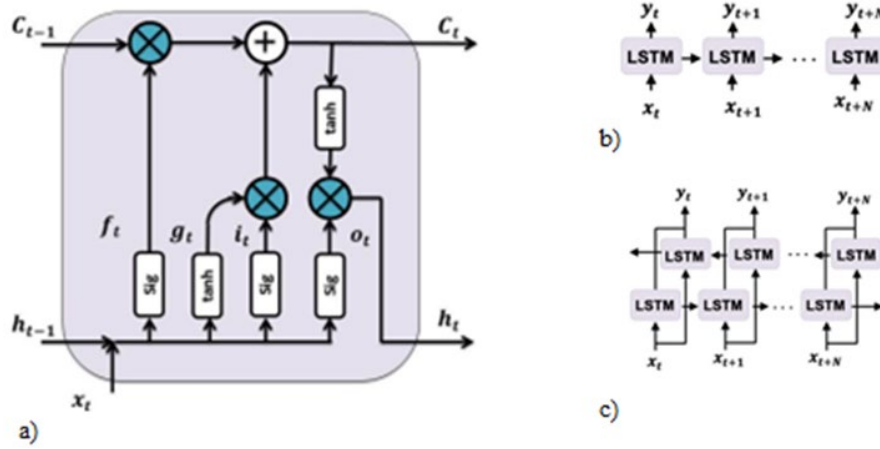 C_{t-1} C_t
tanh
f_t g_t i_t o_t
Sig tanh Sig Sig
h_{t-1} h_t
x_t
a)
y_t y_{t+1} y_{t+N}
LSTM LSTM ... LSTM
x_t x_{t+1} x_{t+N}
b)
y_t y_{t+1} y_{t+N}
LSTM LSTM ... LSTM
LSTM LSTM ... LSTM
x_t x_{t+1} x_{t+N}
c)